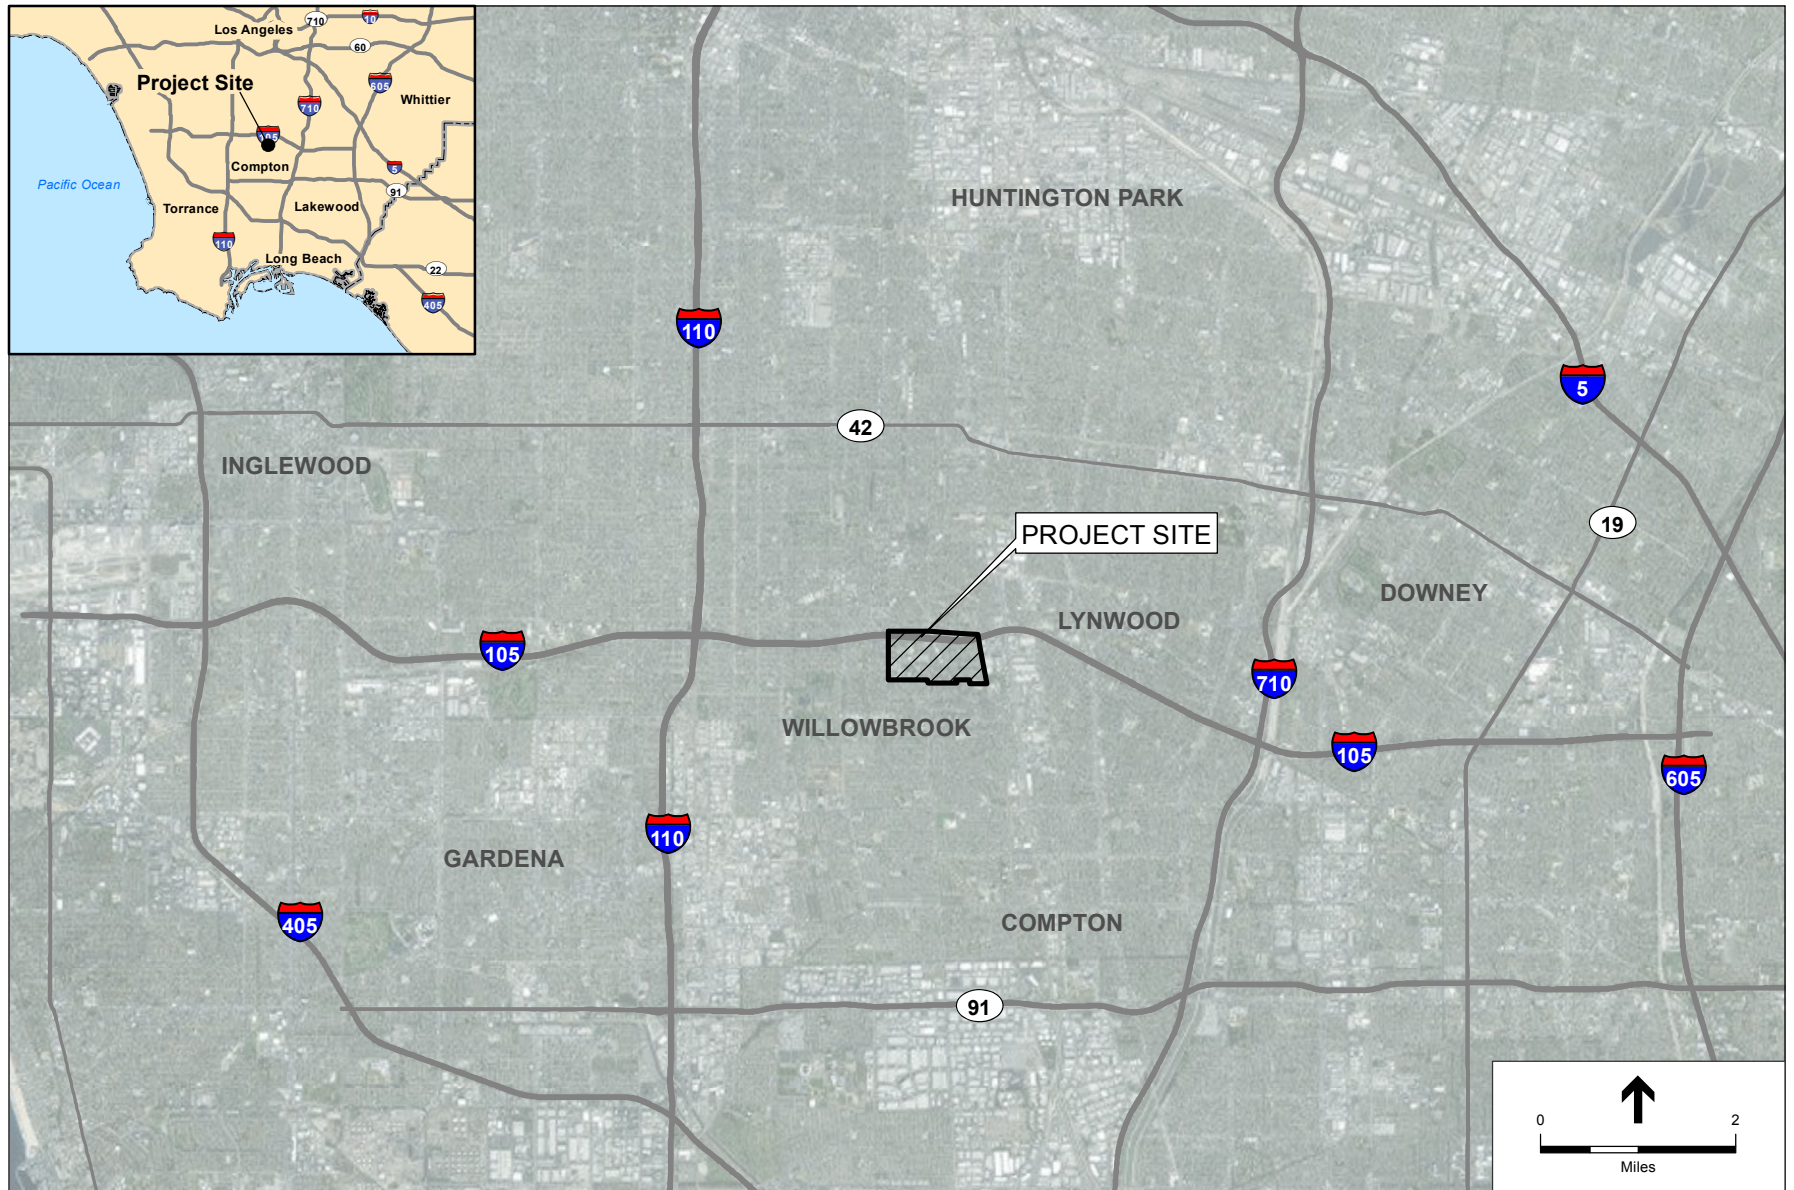 Los Angeles
710
10
60
Project Site
605
Whittier
710
105
Compton
5
91
Pacific Ocean
Torrance
Lakewood
110
Long Beach
22
405
HUNTINGTON PARK
110
5
42
INGLEWOOD
19
PROJECT SITE
DOWNEY
LYNWOOD
105
710
WILLOWBROOK
105
605
110
GARDENA
405
COMPTON
91
0 2
Miles